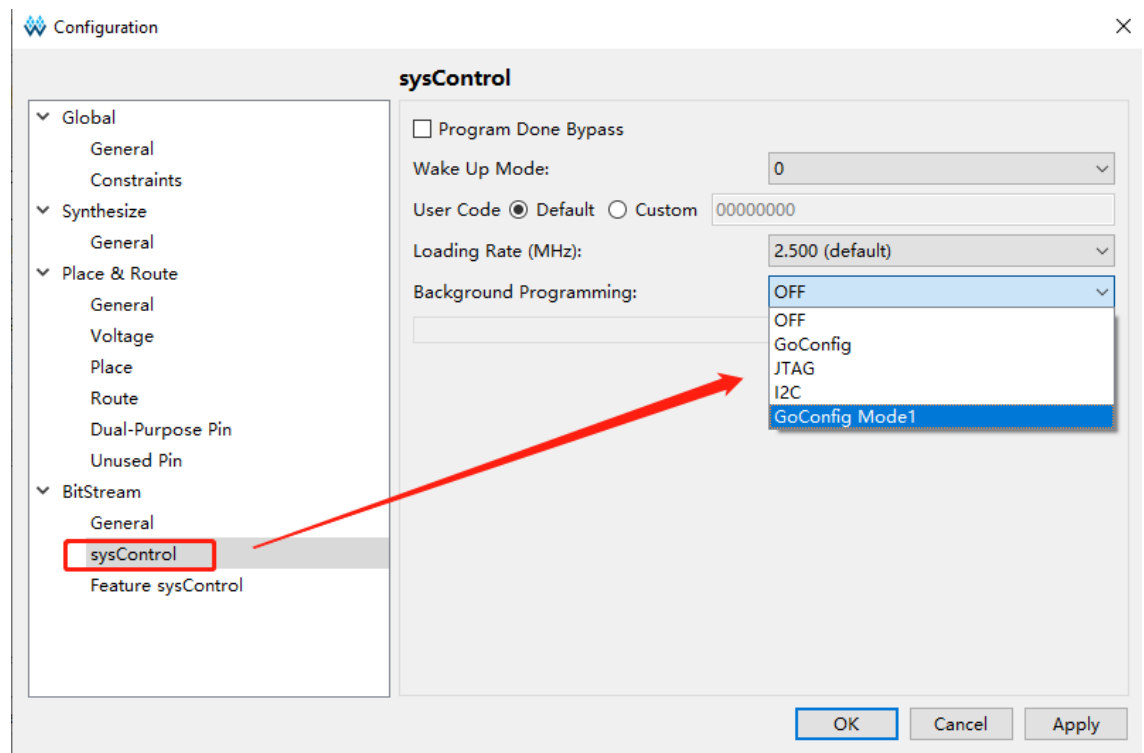 Configuration
sysControl
Global
General
Constraints
Synthesize
General
Place & Route
General
Voltage
Place
Route
Dual-Purpose Pin
Unused Pin
BitStream
General
sysControl
Feature sysControl
Program Done Bypass
Wake Up Mode: 0
User Code Default Custom 00000000
Loading Rate (MHz): 2.500 (default)
Background Programming: OFF
OFF
GoConfig
JTAG
I2C
GoConfig Mode1
OK Cancel Apply